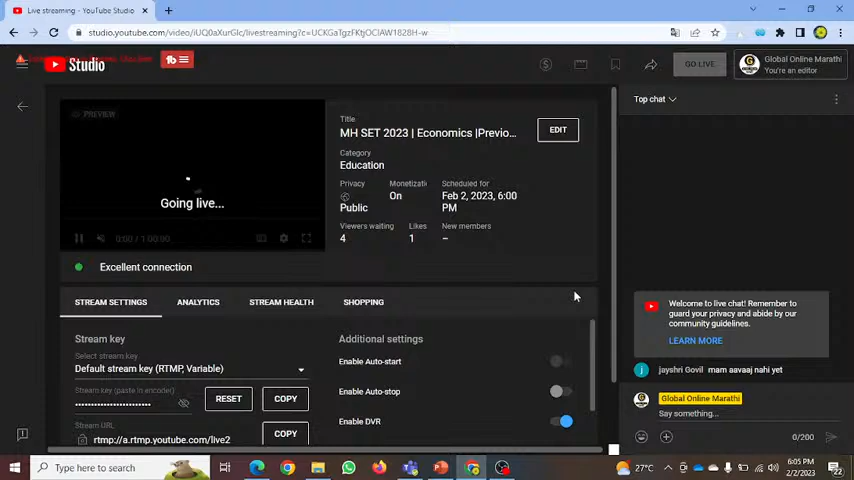 Live streaming - YouTube Studio
studio.youtube.com/video/iUQ0aXurGlc/livestreaming?c=UCKGaTgzFKtjOClAW1828H-w
Studio
GO LIVE
Global Online Marathi
You're an editor
PREVIEW
Going live...
0:00 / 1:00:00
Excellent connection
Title
MH SET 2023 | Economics |Previo...
EDIT
Category
Education
Privacy
Public
Monetizati
On
Scheduled for
Feb 2, 2023, 6:00
PM
Viewers waiting
4
Likes
1
New members
–
STREAM SETTINGS
ANALYTICS
STREAM HEALTH
SHOPPING
Stream key
Select stream key
Default stream key (RTMP, Variable)
Stream key (paste in encoder)
RESET
COPY
Stream URL
rtmp://a.rtmp.youtube.com/live2
COPY
Additional settings
Enable Auto-start
Enable Auto-stop
Enable DVR
Top chat
Welcome to live chat! Remember to
guard your privacy and abide by our
community guidelines.
LEARN MORE
jayshri Govil mam aavaaj nahi yet
Global Online Marathi
Say something...
0/200
Type here to search
27°C
6:05 PM
2/2/2023
22